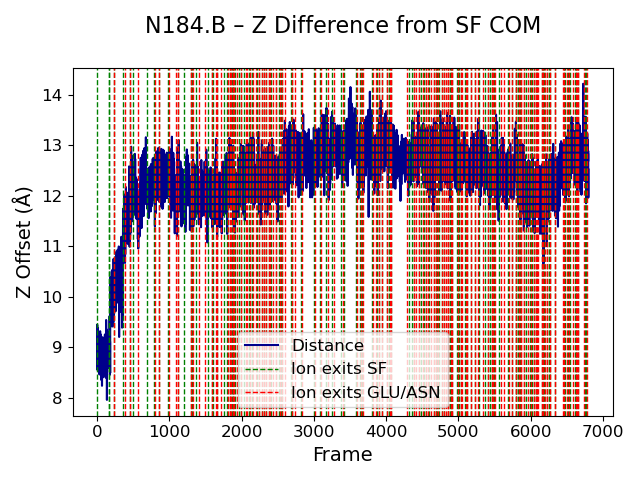 N184.B – Z Difference from SF COM
14
13
12
11
10
9
8
Z Offset (Å)
Distance
Ion exits SF
Ion exits GLU/ASN
0 1000 2000 3000 4000 5000 6000 7000
Frame